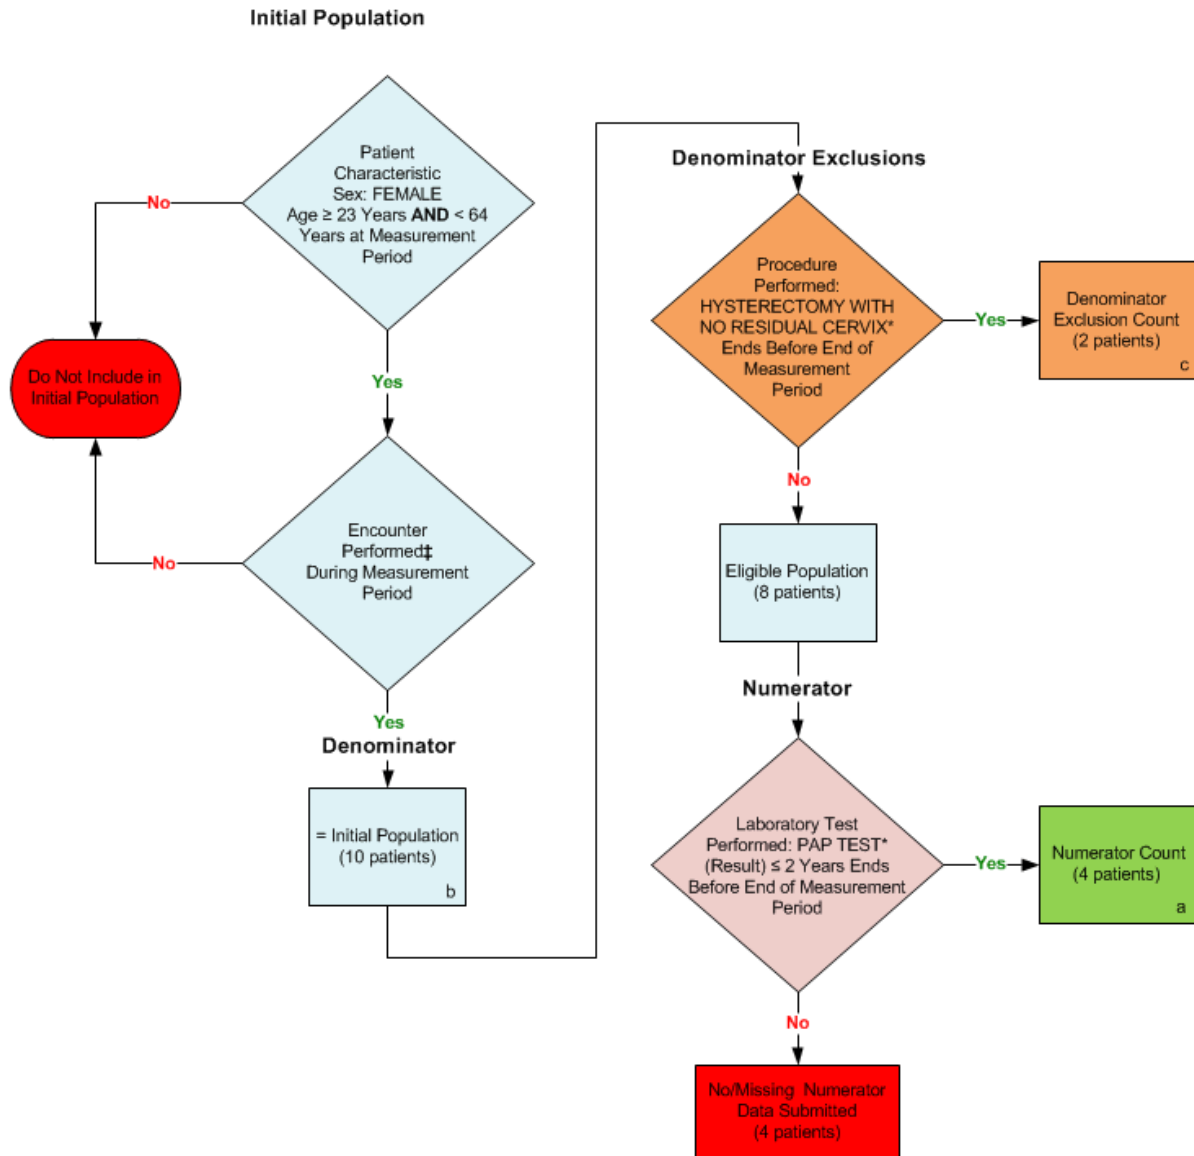 Initial Population
Patient
Characteristic
Sex: FEMALE
Age ≥ 23 Years AND < 64
Years at Measurement
Period
No
Do Not Include in
Initial Population
Yes
Encounter
Performed‡
During Measurement
Period
No
Yes
Denominator
= Initial Population
(10 patients)
b
Denominator Exclusions
Procedure
Performed:
HYSTERECTOMY WITH
NO RESIDUAL CERVIX*
Ends Before End of
Measurement
Period
Yes
Denominator
Exclusion Count
(2 patients)
c
No
Eligible Population
(8 patients)
Numerator
Laboratory Test
Performed: PAP TEST*
(Result) ≤ 2 Years Ends
Before End of Measurement
Period
Yes
Numerator Count
(4 patients)
a
No
No/Missing Numerator
Data Submitted
(4 patients)